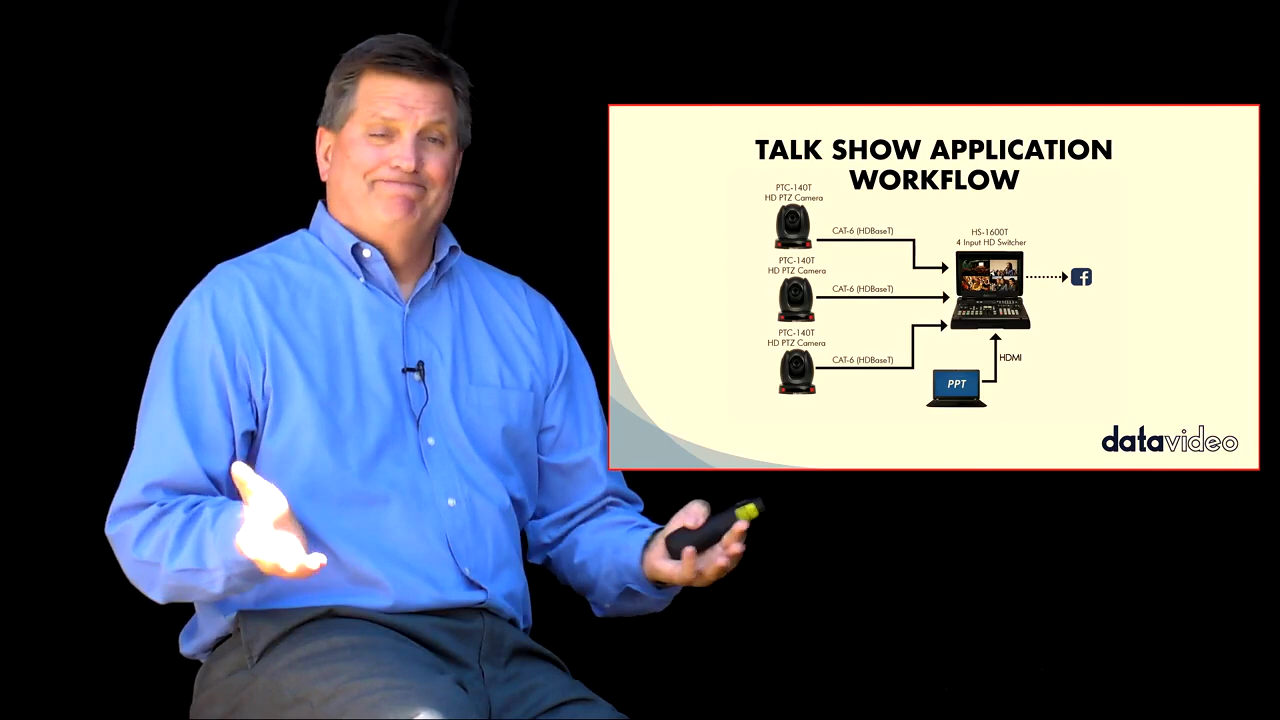 TALK SHOW APPLICATION
WORKFLOW
PTC-140T
HD PTZ Camera
CAT-6 (HDBaseT)
HS-1600T
4 Input HD Switcher
PTC-140T
HD PTZ Camera
CAT-6 (HDBaseT)
PTC-140T
HD PTZ Camera
CAT-6 (HDBaseT)
HDMI
PPT
datavideo